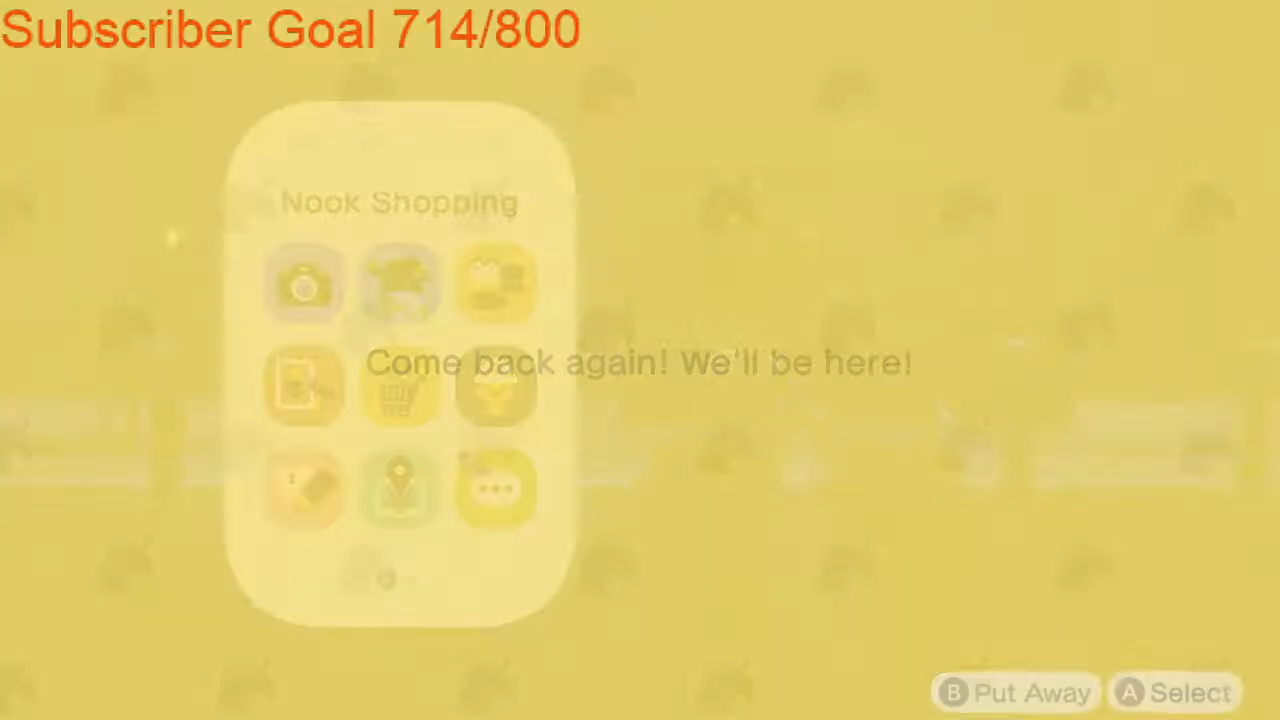 Subscriber Goal 714/800
Nook Shopping
Come back again! We'll be here!
B Put Away A Select